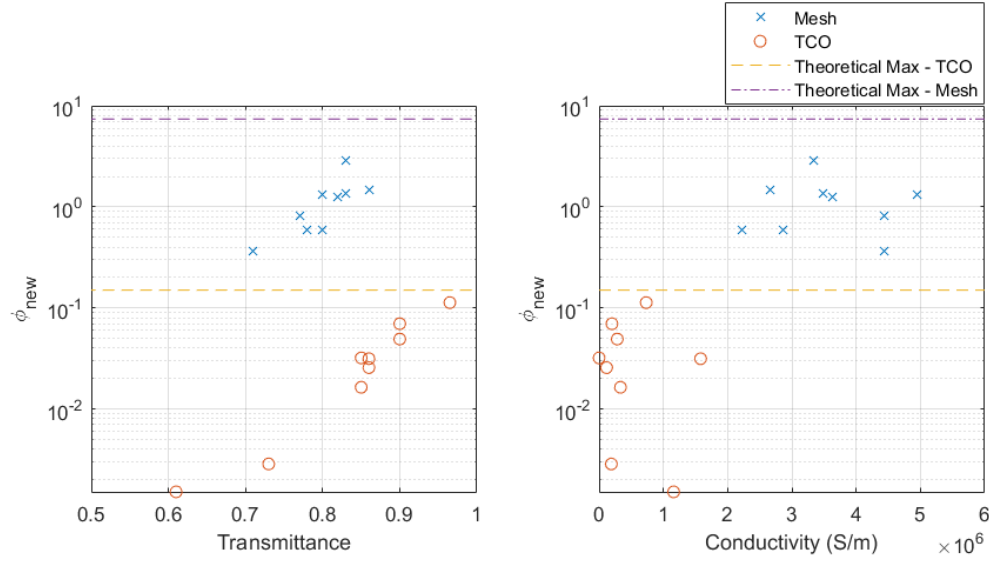 Mesh
TCO
Theoretical Max - TCO
Theoretical Max - Mesh
10^1
10^0
10^-1
10^-2
ϕ_new
0.5 0.6 0.7 0.8 0.9 1
Transmittance
10^1
10^0
10^-1
10^-2
ϕ_new
0 1 2 3 4 5 6
Conductivity (S/m) × 10^6